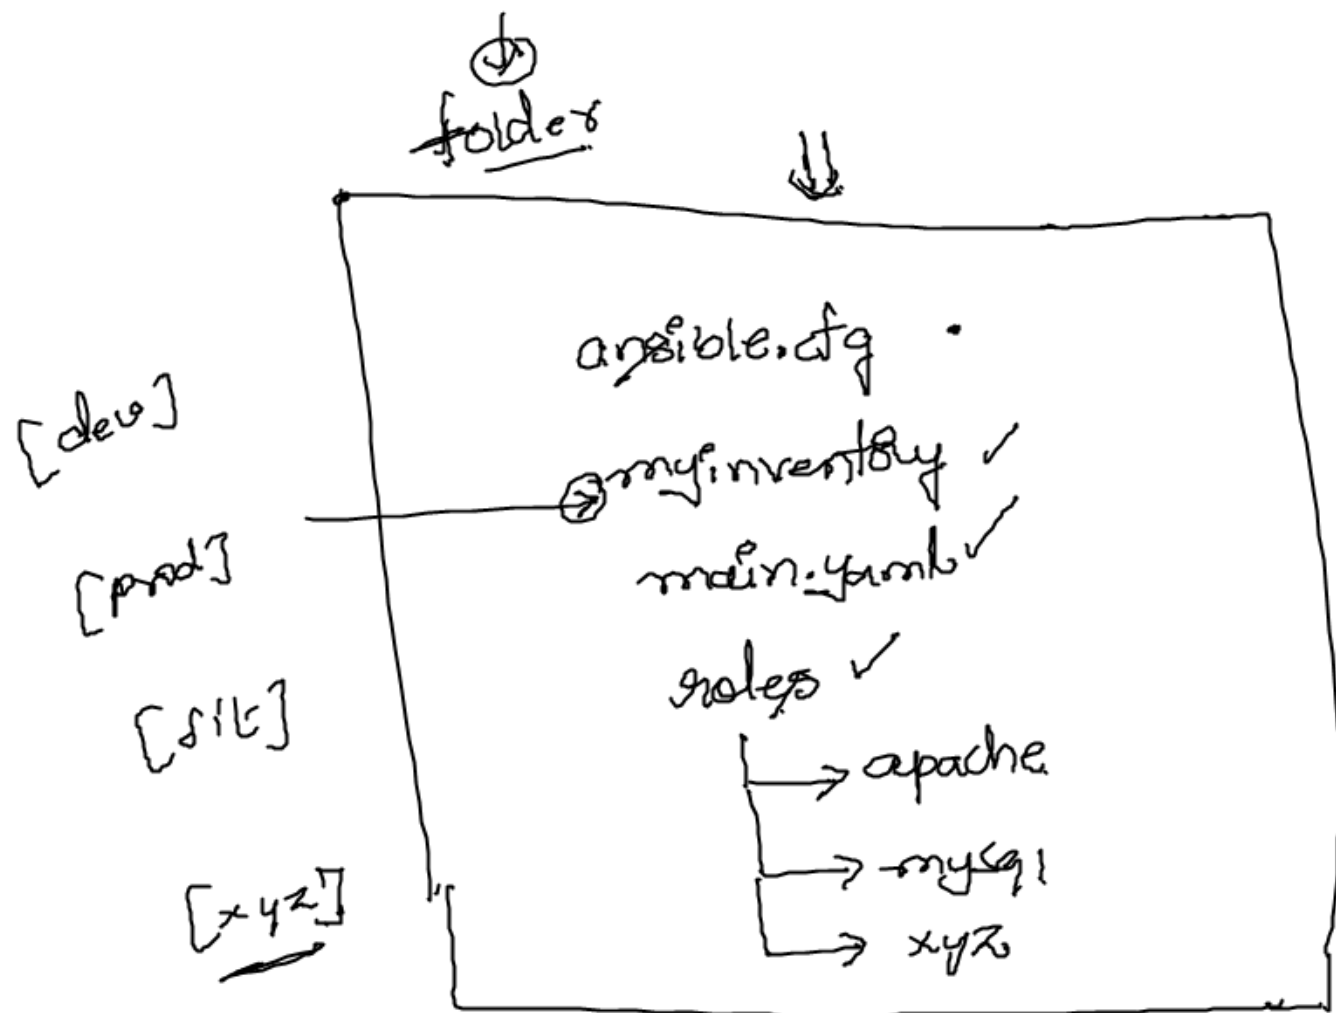 folder
ansible.cfg
[dev]
myinventory
[prod]
main.yaml
roles
[sit]
apache
mysql
[xyz]
xyz